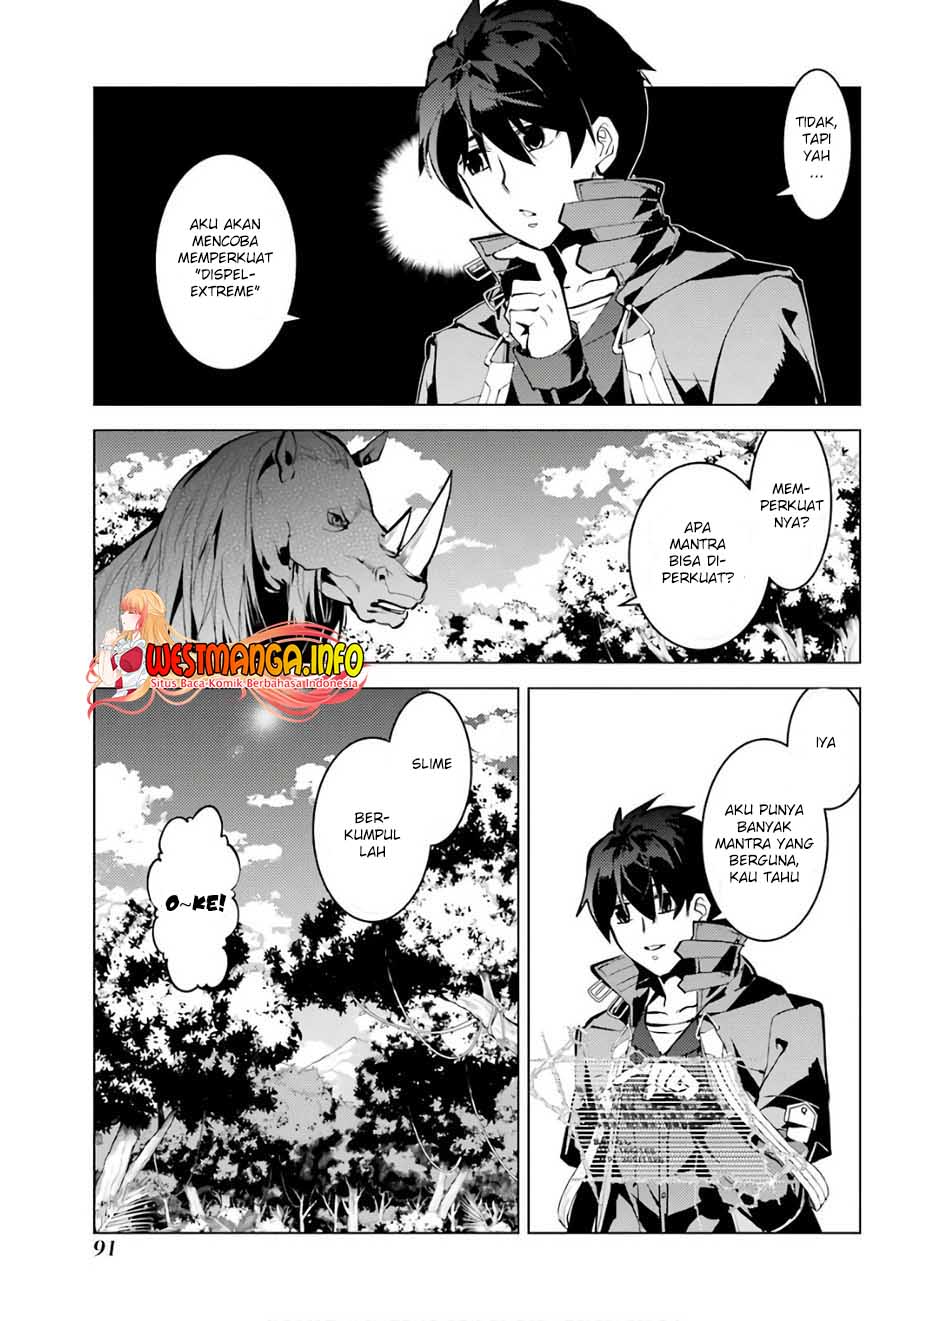 TIDAK,
TAPI
YAH
...
AKU AKAN
MENCOBA
MEMPERKUAT
"DISPEL-
EXTREME"
MEM-
PERKUAT
NYA?
APA
MANTRA
BISA DI-
PERKUAT?
WESTMANGA.INFO
SITUS BACA KOMIK BERBAHASA INDONESIA
IYA
AKU PUNYA
BANYAK
MANTRA YANG
BERGUNA,
KAU TAHU
SLIME
BER-
KUMPUL
LAH
O~KE!
91